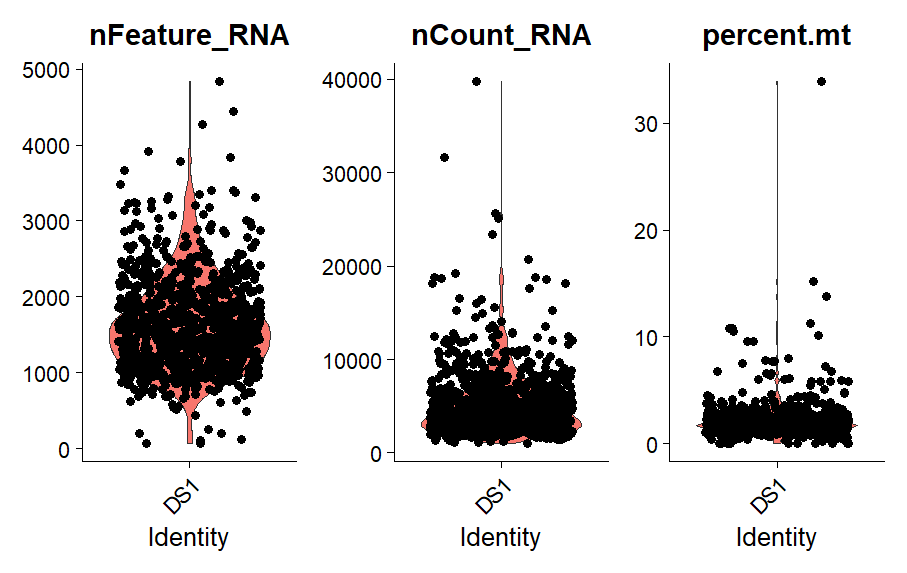 nFeature_RNA
5000
4000
3000
2000
1000
0
DS1
Identity
nCount_RNA
40000
30000
20000
10000
0
DS1
Identity
percent.mt
30
20
10
0
DS1
Identity